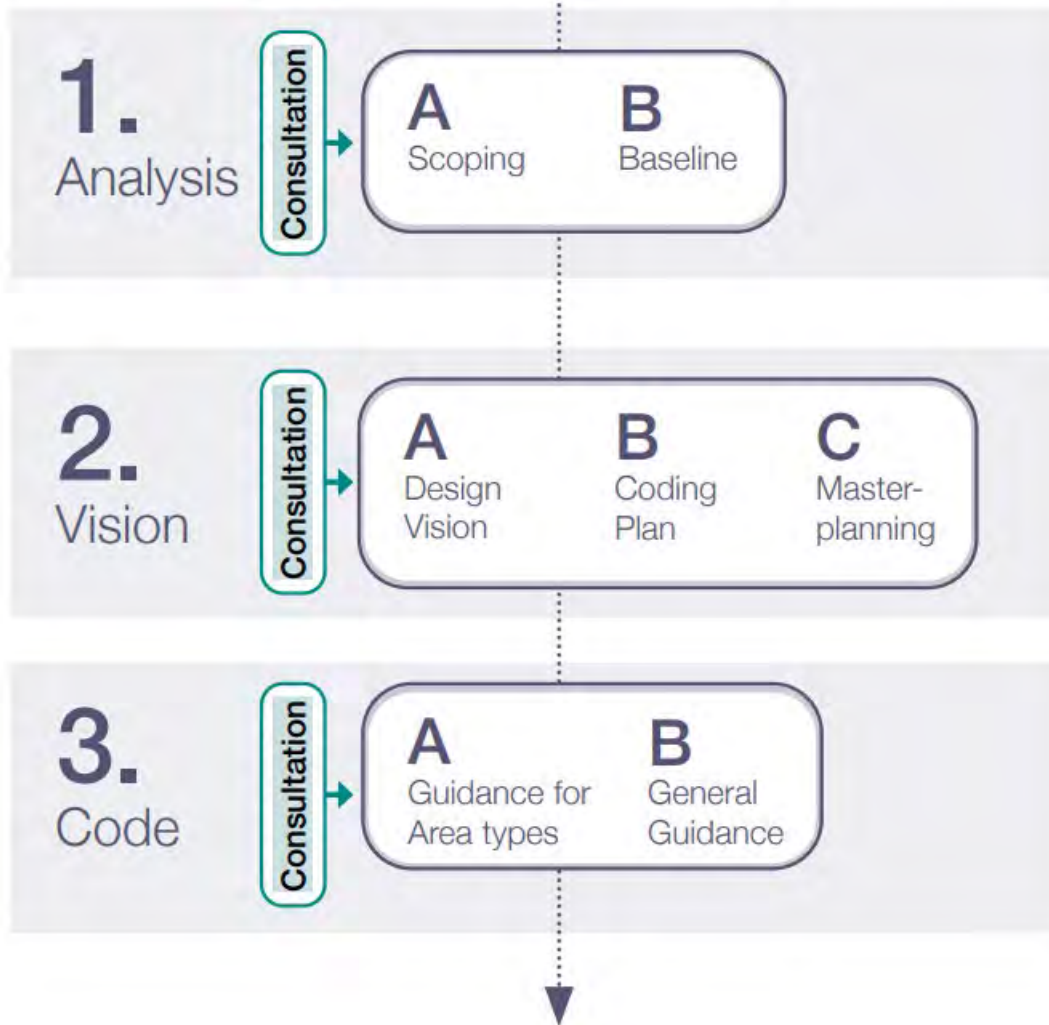 1.
Analysis
Consultation
A
Scoping
B
Baseline
2.
Vision
Consultation
A
Design
Vision
B
Coding
Plan
C
Master-
planning
3.
Code
Consultation
A
Guidance for
Area types
B
General
Guidance